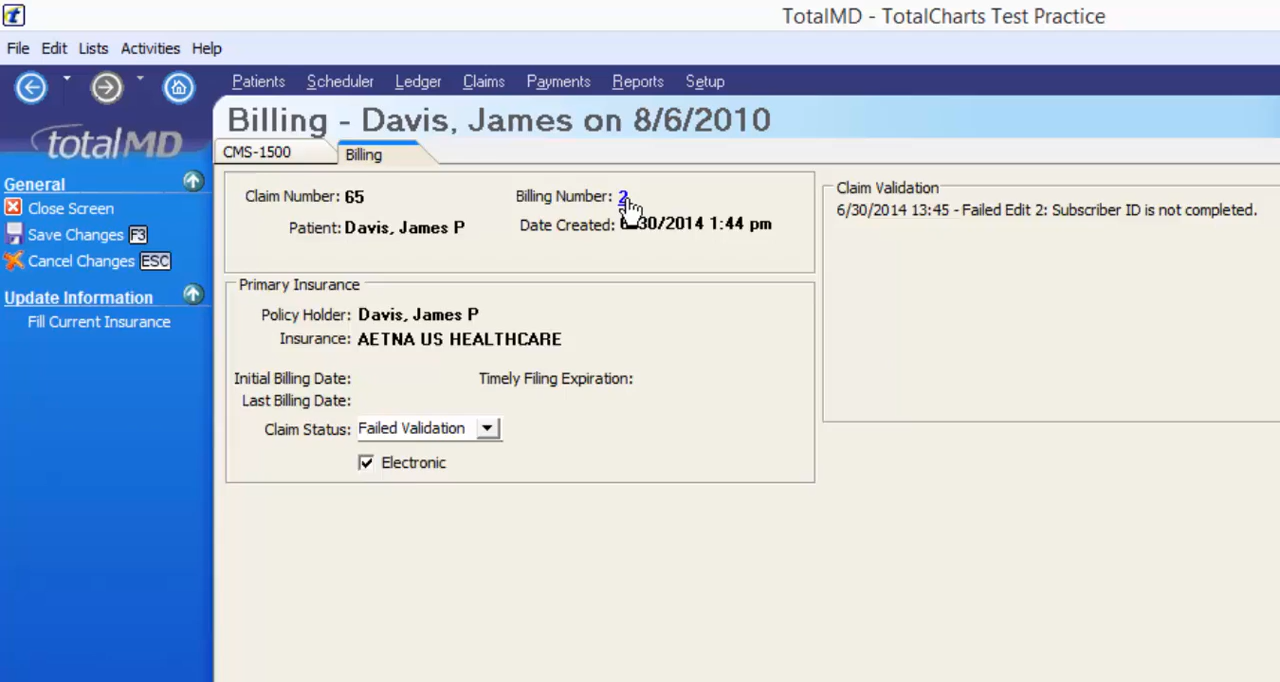 TotalMD - TotalCharts Test Practice
File Edit Lists Activities Help
Patients Scheduler Ledger Claims Payments Reports Setup
totalMD
Billing - Davis, James on 8/6/2010
CMS-1500 Billing
General
Close Screen
Save Changes F3
Cancel Changes ESC
Update Information
Fill Current Insurance
Claim Number: 65
Billing Number: 2
Patient: Davis, James P
Date Created: 6/30/2014 1:44 pm
Primary Insurance
Policy Holder: Davis, James P
Insurance: AETNA US HEALTHCARE
Initial Billing Date:
Timely Filing Expiration:
Last Billing Date:
Claim Status: Failed Validation
Electronic
Claim Validation
6/30/2014 13:45 - Failed Edit 2: Subscriber ID is not completed.